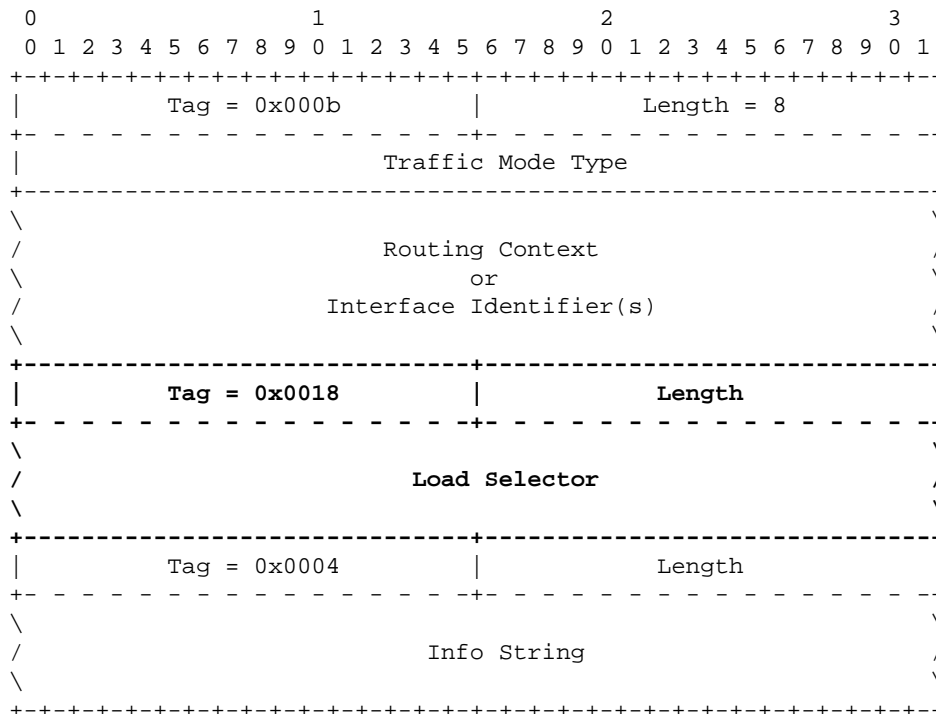 0                   1                   2                   3
0 1 2 3 4 5 6 7 8 9 0 1 2 3 4 5 6 7 8 9 0 1 2 3 4 5 6 7 8 9 0 1
Tag = 0x000b | Length = 8
Traffic Mode Type
Routing Context
or
Interface Identifier(s)
Tag = 0x0018 | Length
Load Selector
Tag = 0x0004 | Length
Info String